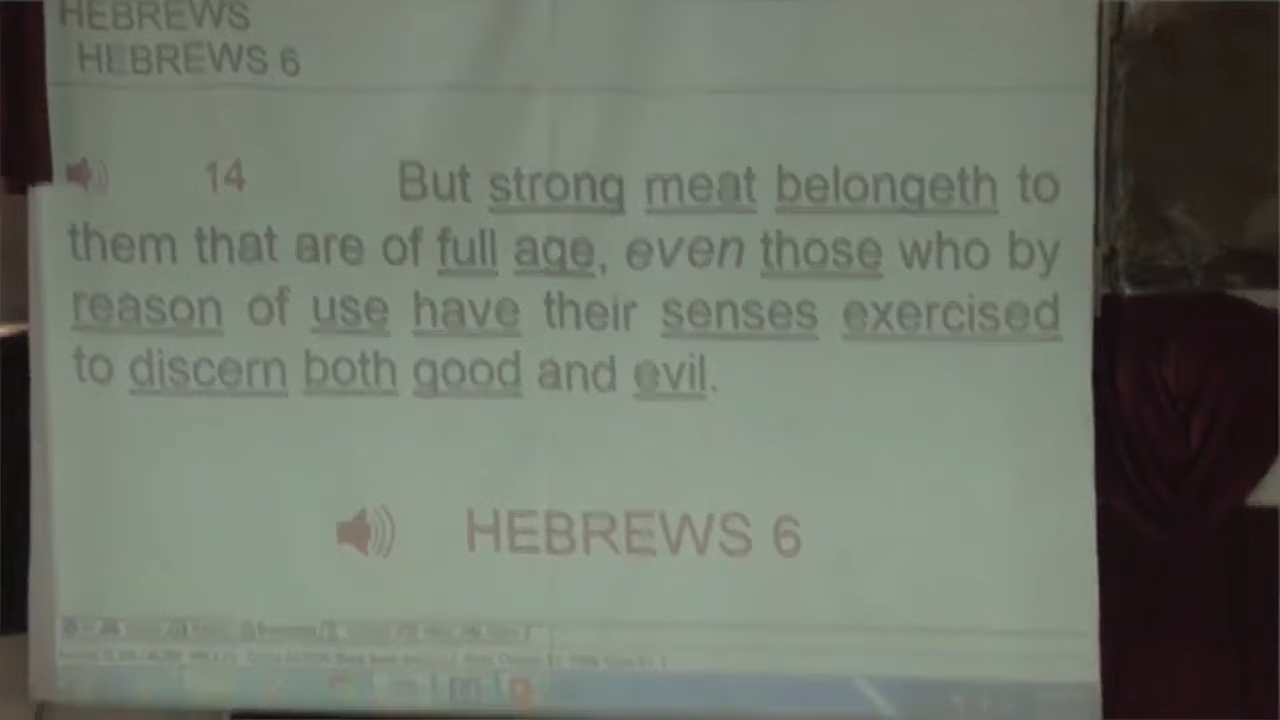 HEBREWS
HEBREWS 6
14 But strong meat belongeth to
them that are of full age, even those who by
reason of use have their senses exercised
to discern both good and evil.
HEBREWS 6